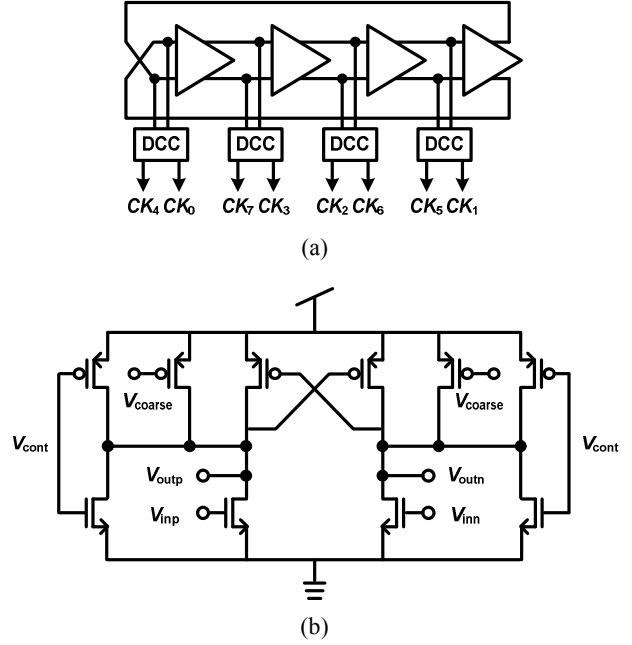 DCC DCC DCC DCC
CK4 CK0 CK7 CK3 CK2 CK6 CK5 CK1
(a)
Vcoarse Vcoarse
Vcont Vcont
Voutp Voutn
Vinp Vinn
(b)